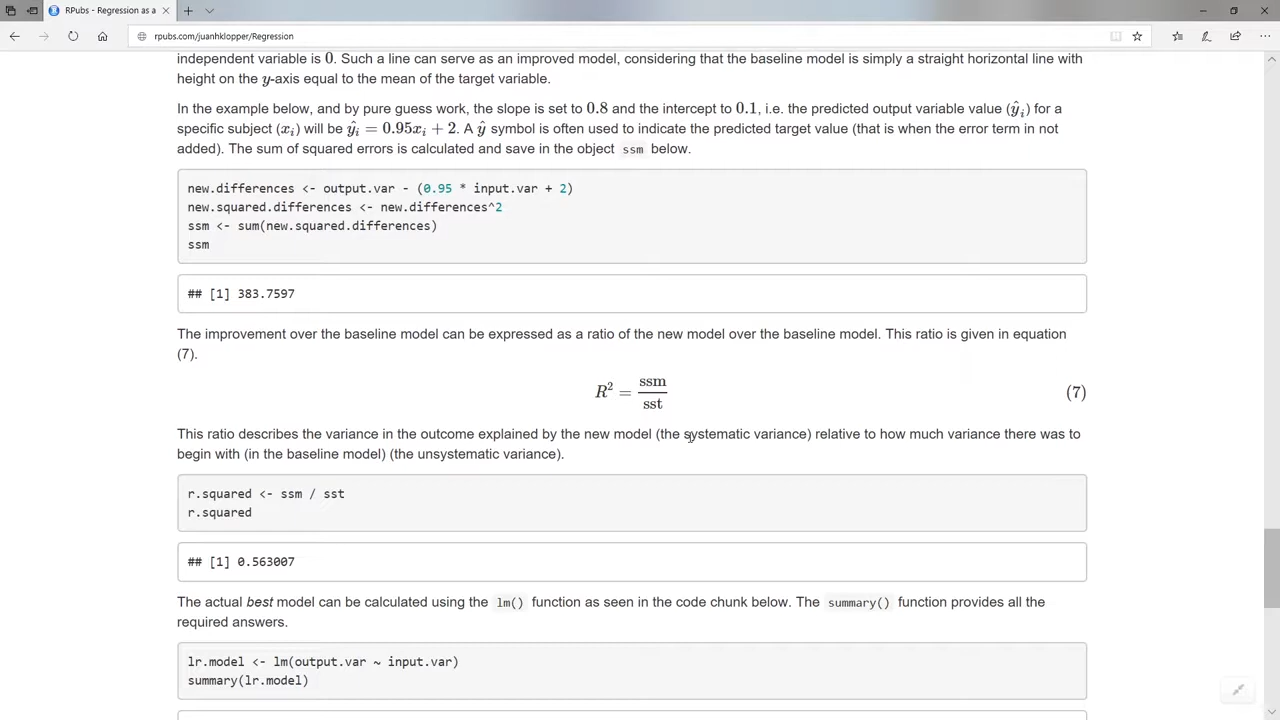 RPubs - Regression as a
rpubs.com/juanhklopper/Regression
independent variable is 0. Such a line can serve as an improved model, considering that the baseline model is simply a straight horizontal line with
height on the y-axis equal to the mean of the target variable.
In the example below, and by pure guess work, the slope is set to 0.8 and the intercept to 0.1, i.e. the predicted output variable value (ŷᵢ) for a
specific subject (xᵢ) will be ŷᵢ = 0.95xᵢ + 2. A ŷ symbol is often used to indicate the predicted target value (that is when the error term in not
added). The sum of squared errors is calculated and save in the object ssm below.
new.differences <- output.var - (0.95 * input.var + 2)
new.squared.differences <- new.differences^2
ssm <- sum(new.squared.differences)
ssm
## [1] 383.7597
The improvement over the baseline model can be expressed as a ratio of the new model over the baseline model. This ratio is given in equation
(7).
R² = ssm / sst (7)
This ratio describes the variance in the outcome explained by the new model (the systematic variance) relative to how much variance there was to
begin with (in the baseline model) (the unsystematic variance).
r.squared <- ssm / sst
r.squared
## [1] 0.563007
The actual best model can be calculated using the lm() function as seen in the code chunk below. The summary() function provides all the
required answers.
lr.model <- lm(output.var ~ input.var)
summary(lr.model)